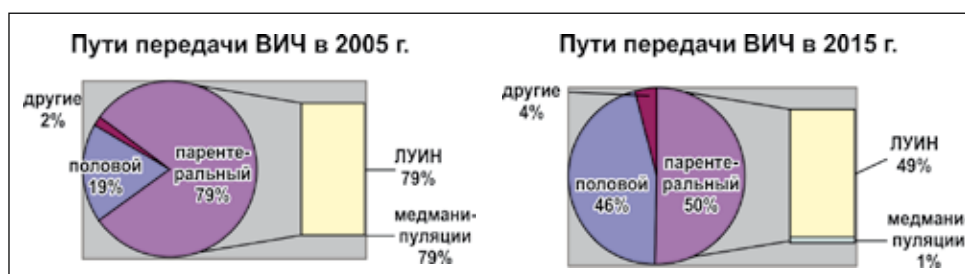 Пути передачи ВИЧ в 2005 г.
другие
2%
половой
19%
паренте-
ральный
79%
ЛУИН
79%
медмани-
пуляции
79%
Пути передачи ВИЧ в 2015 г.
другие
4%
половой
46%
паренте-
ральный
50%
ЛУИН
49%
медмани-
пуляции
1%